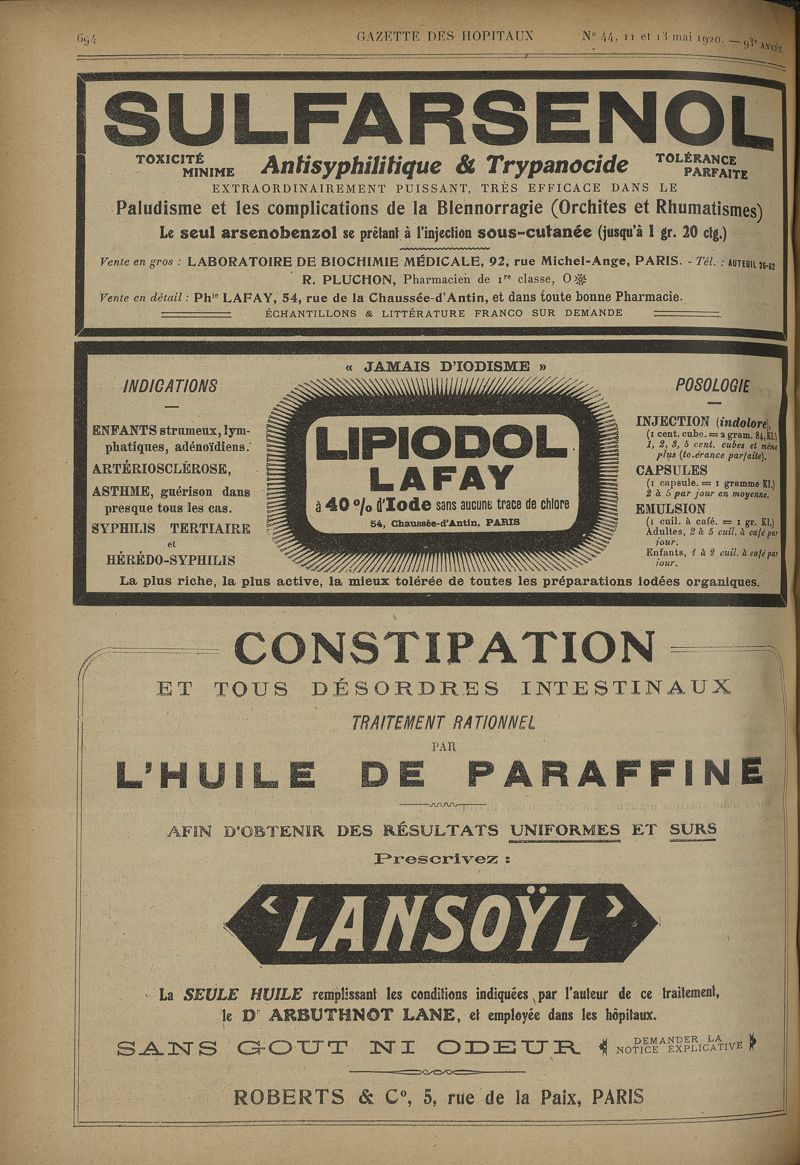 694
GAZETTE DES HOPITAUX
Nº 44, 11 et 13 mai 1920. — 93e ANNÉE.
SULFARSENOL
TOXICITÉ MINIME
Antisyphilitique & Trypanocide
TOLÉRANCE PARFAITE
EXTRAORDINAIREMENT PUISSANT, TRÈS EFFICACE DANS LE
Paludisme et les complications de la Blennorragie (Orchites et Rhumatismes)
Le seul arsenobenzol se prêtant à l'injection sous-cutanée (jusqu'à 1 gr. 20 ctg.)
Vente en gros : LABORATOIRE DE BIOCHIMIE MÉDICALE, 92, rue Michel-Ange, PARIS. - Tél. : AUTEUIL 26-62
R. PLUCHON, Pharmacien de 1re classe, O
Vente en détail : Phie LAFAY, 54, rue de la Chaussée-d'Antin, et dans toute bonne Pharmacie.
ÉCHANTILLONS & LITTÉRATURE FRANCO SUR DEMANDE
« JAMAIS D'IODISME »
INDICATIONS
ENFANTS strumeux, lym-
phatiques, adénoïdiens.
ARTÉRIOSCLÉROSE,
ASTHME, guérison dans
presque tous les cas.
SYPHILIS TERTIAIRE
et
HÉRÉDO-SYPHILIS
LIPIODOL
LAFAY
à 40 % d'Iode sans aucune trace de chlore
54, Chaussée-d'Antin, PARIS
POSOLOGIE
INJECTION (indolore),
(1 cent. cube. = 2 gram. 84, KI.)
1, 2, 3, 5 cent. cubes et même
plus (to.érance parfaite).
CAPSULES
(1 capsule. = 1 gramme KI.)
2 à 5 par jour en moyenne.
EMULSION
(1 cuil. à café. = 1 gr. KI.)
Adultes, 2 à 5 cuil. à café par
jour.
Enfants, 1 à 2 cuil. à café par
jour.
La plus riche, la plus active, la mieux tolérée de toutes les préparations iodées organiques.
CONSTIPATION
ET TOUS DÉSORDRES INTESTINAUX
TRAITEMENT RATIONNEL
PAR
L'HUILE DE PARAFFINE
AFIN D'OBTENIR DES RÉSULTATS UNIFORMES ET SURS
Prescrivez :
‹LANSOŸL›
La SEULE HUILE remplissant les conditions indiquées par l'auteur de ce traitement,
le Dr ARBUTHNOT LANE, et employée dans les hôpitaux.
SANS GOUT NI ODEUR
DEMANDER LA
NOTICE EXPLICATIVE
ROBERTS & Co, 5, rue de la Paix, PARIS